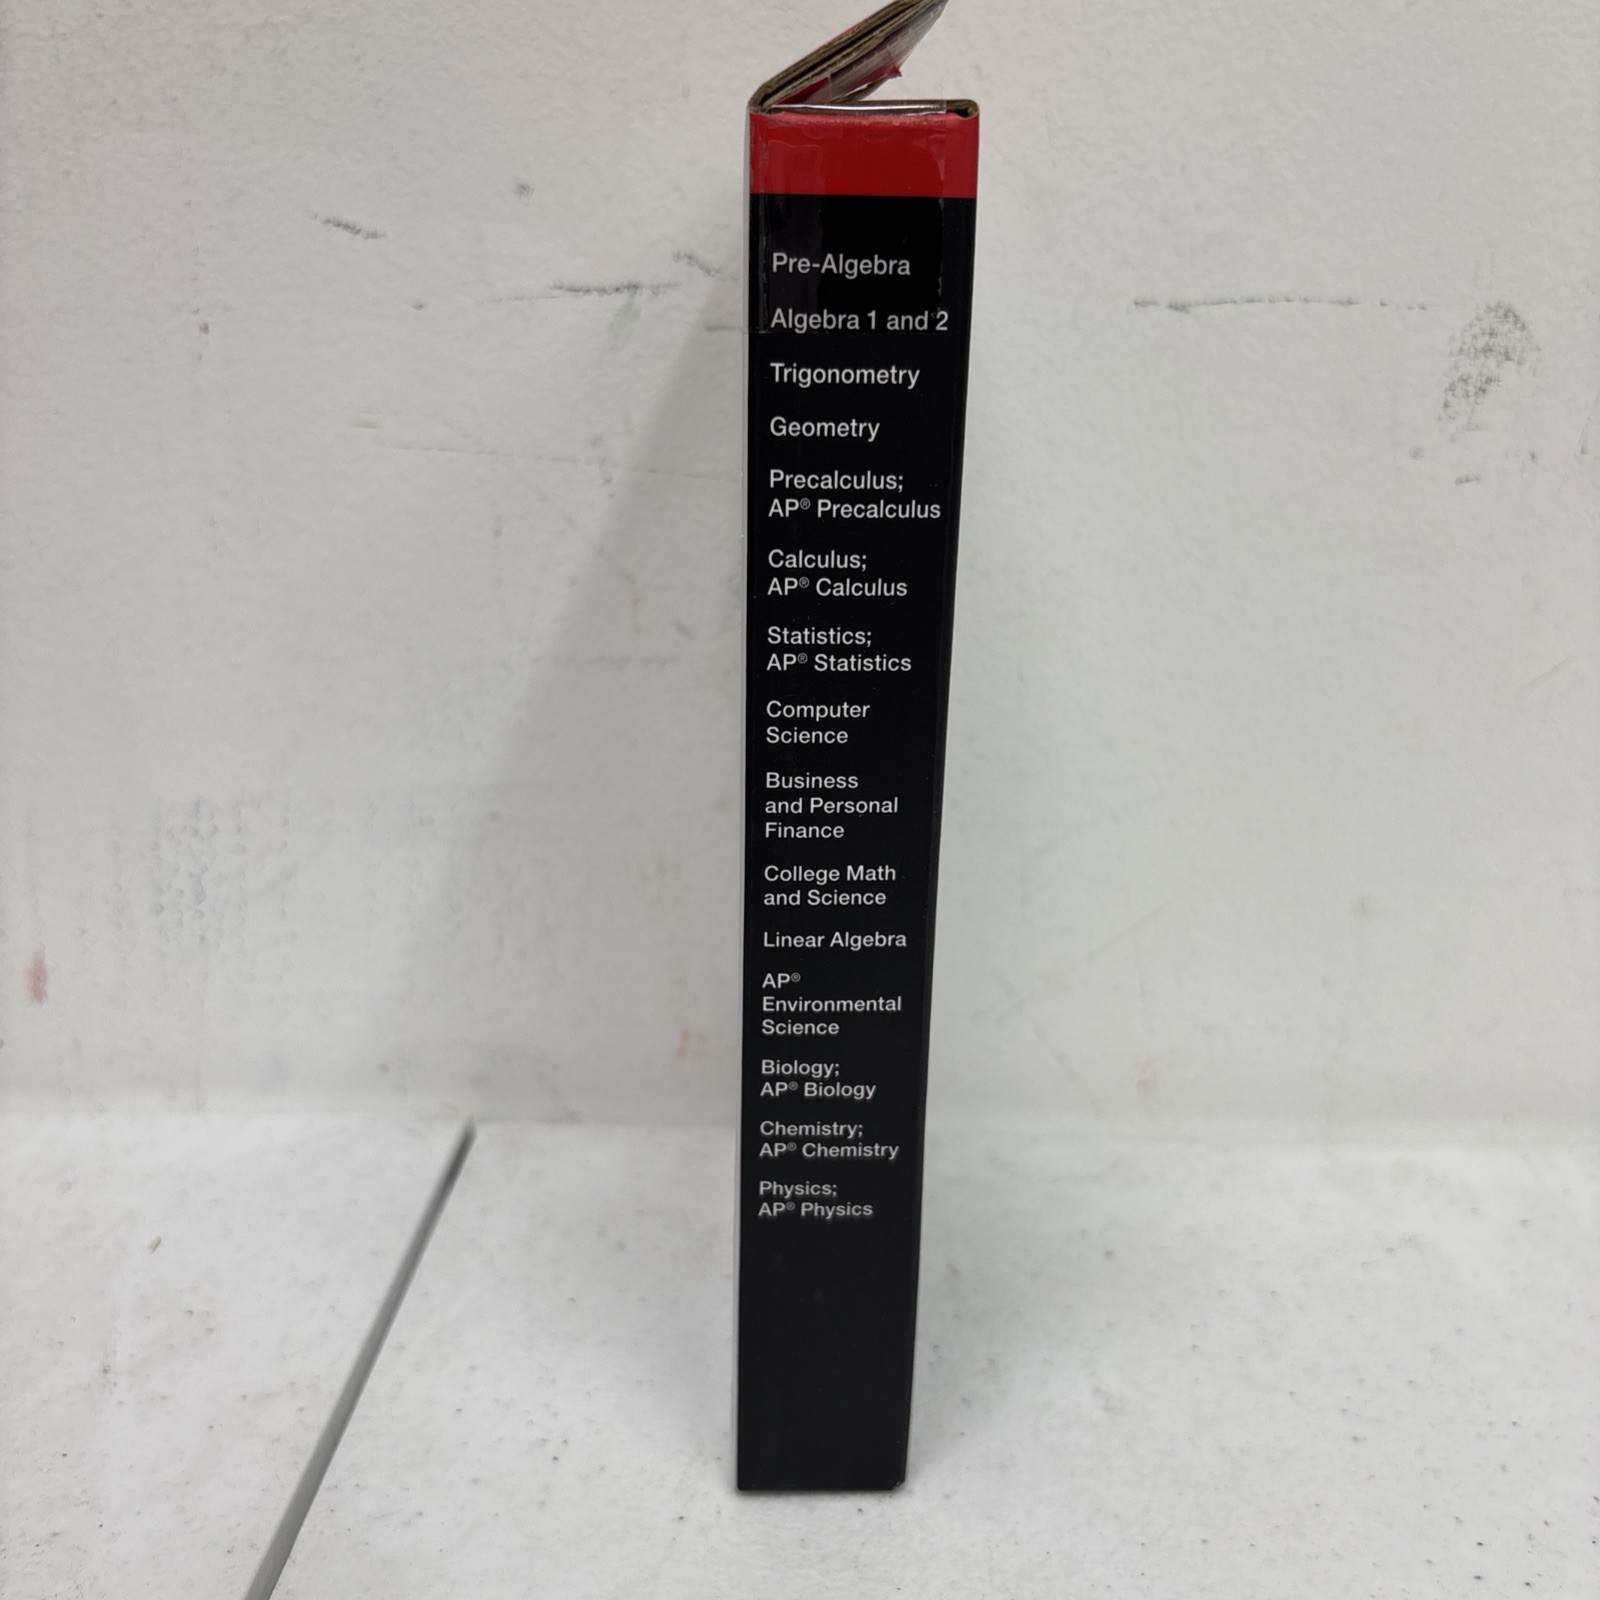 Pre-Algebra
Algebra 1 and 2
Trigonometry
Geometry
Precalculus;
AP® Precalculus
Calculus;
AP® Calculus
Statistics;
AP® Statistics
Computer
Science
Business
and Personal
Finance
College Math
and Science
Linear Algebra
AP®
Environmental
Science
Biology;
AP® Biology
Chemistry;
AP® Chemistry
Physics;
AP® Physics